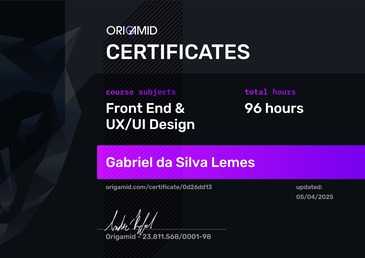 ORIGAMID
CERTIFICATES
course subjects
Front End &
UX/UI Design
total hours
96 hours
Gabriel da Silva Lemes
origamid.com/certificate/0d26dd13
updated:
05/04/2025
Origamid - 23.811.568/0001-98